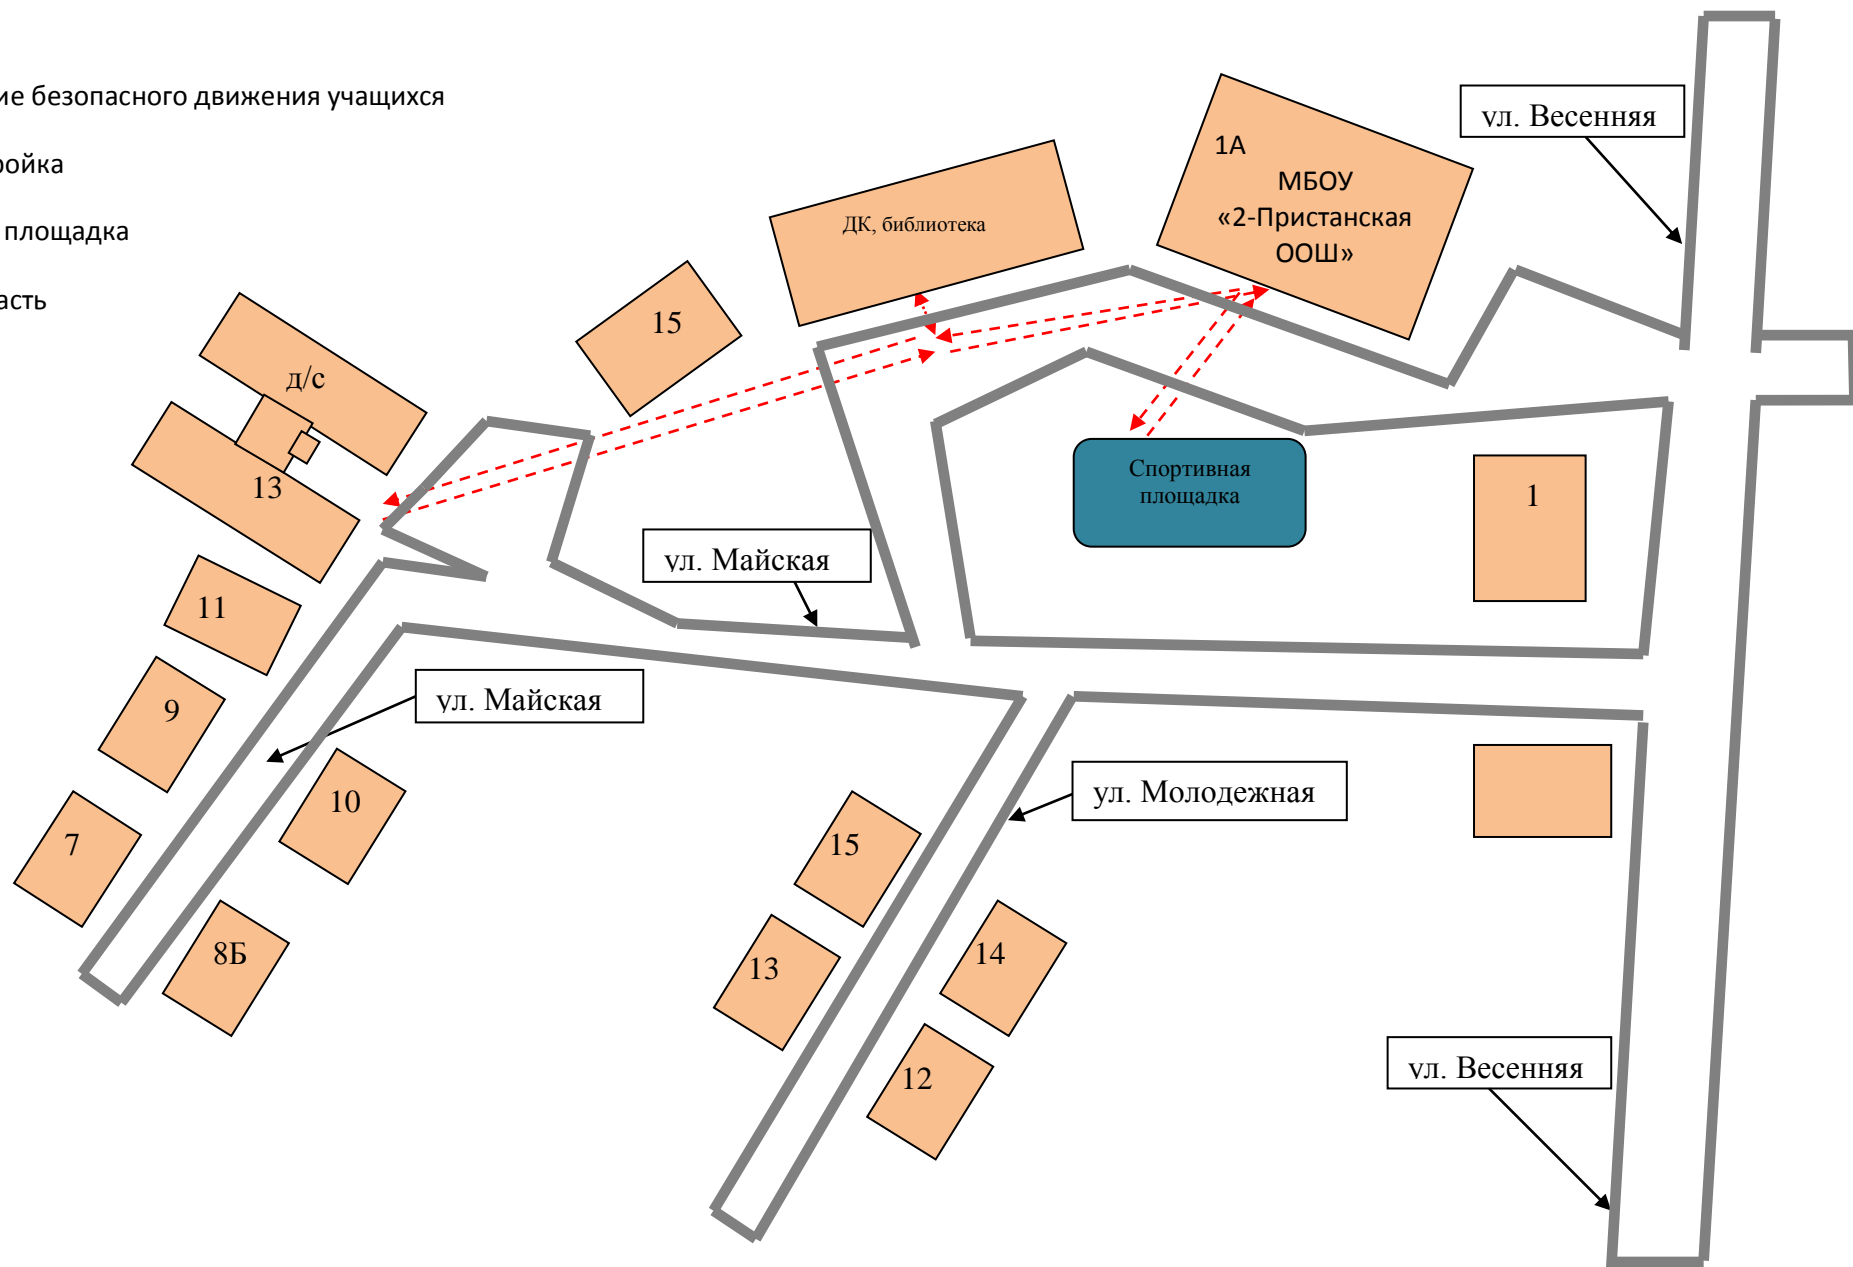 ие безопасного движения учащихся
ройка
площадка
асть
ул. Весенняя
1А
МБОУ
«2-Пристанская
ООШ»
ДК, библиотека
15
д/с
13
Спортивная
площадка
1
ул. Майская
11
ул. Майская
9
10
7
ул. Молодежная
15
8Б
13
14
12
ул. Весенняя